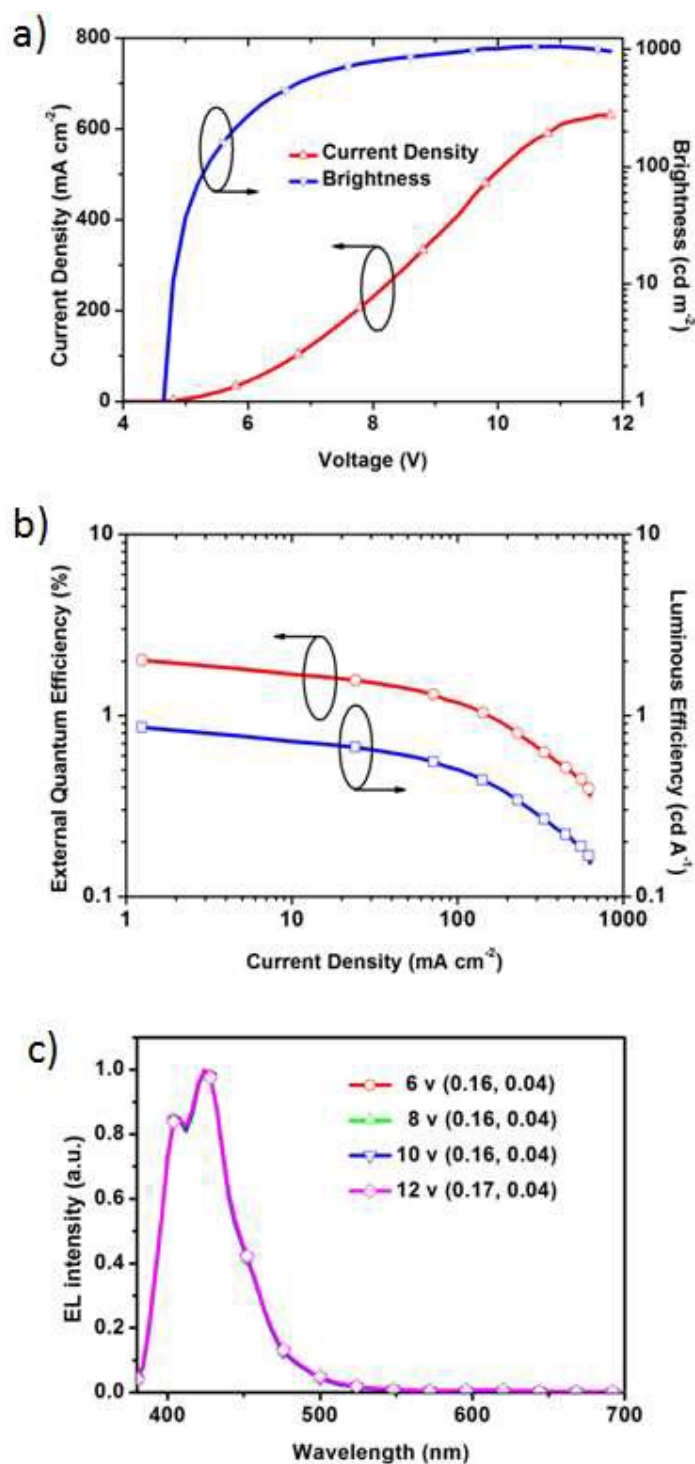 a)
800
600
400
200
0
Current Density (mA cm-2)
1000
100
10
1
Brightness (cd m-2)
Current Density
Brightness
4 6 8 10 12
Voltage (V)
b)
10
1
0.1
External Quantum Efficiency (%)
10
1
0.1
Luminous Efficiency (cd A-1)
1 10 100 1000
Current Density (mA cm-2)
c)
1.0
0.8
0.6
0.4
0.2
0.0
EL intensity (a.u.)
6 v (0.16, 0.04)
8 v (0.16, 0.04)
10 v (0.16, 0.04)
12 v (0.17, 0.04)
400 500 600 700
Wavelength (nm)